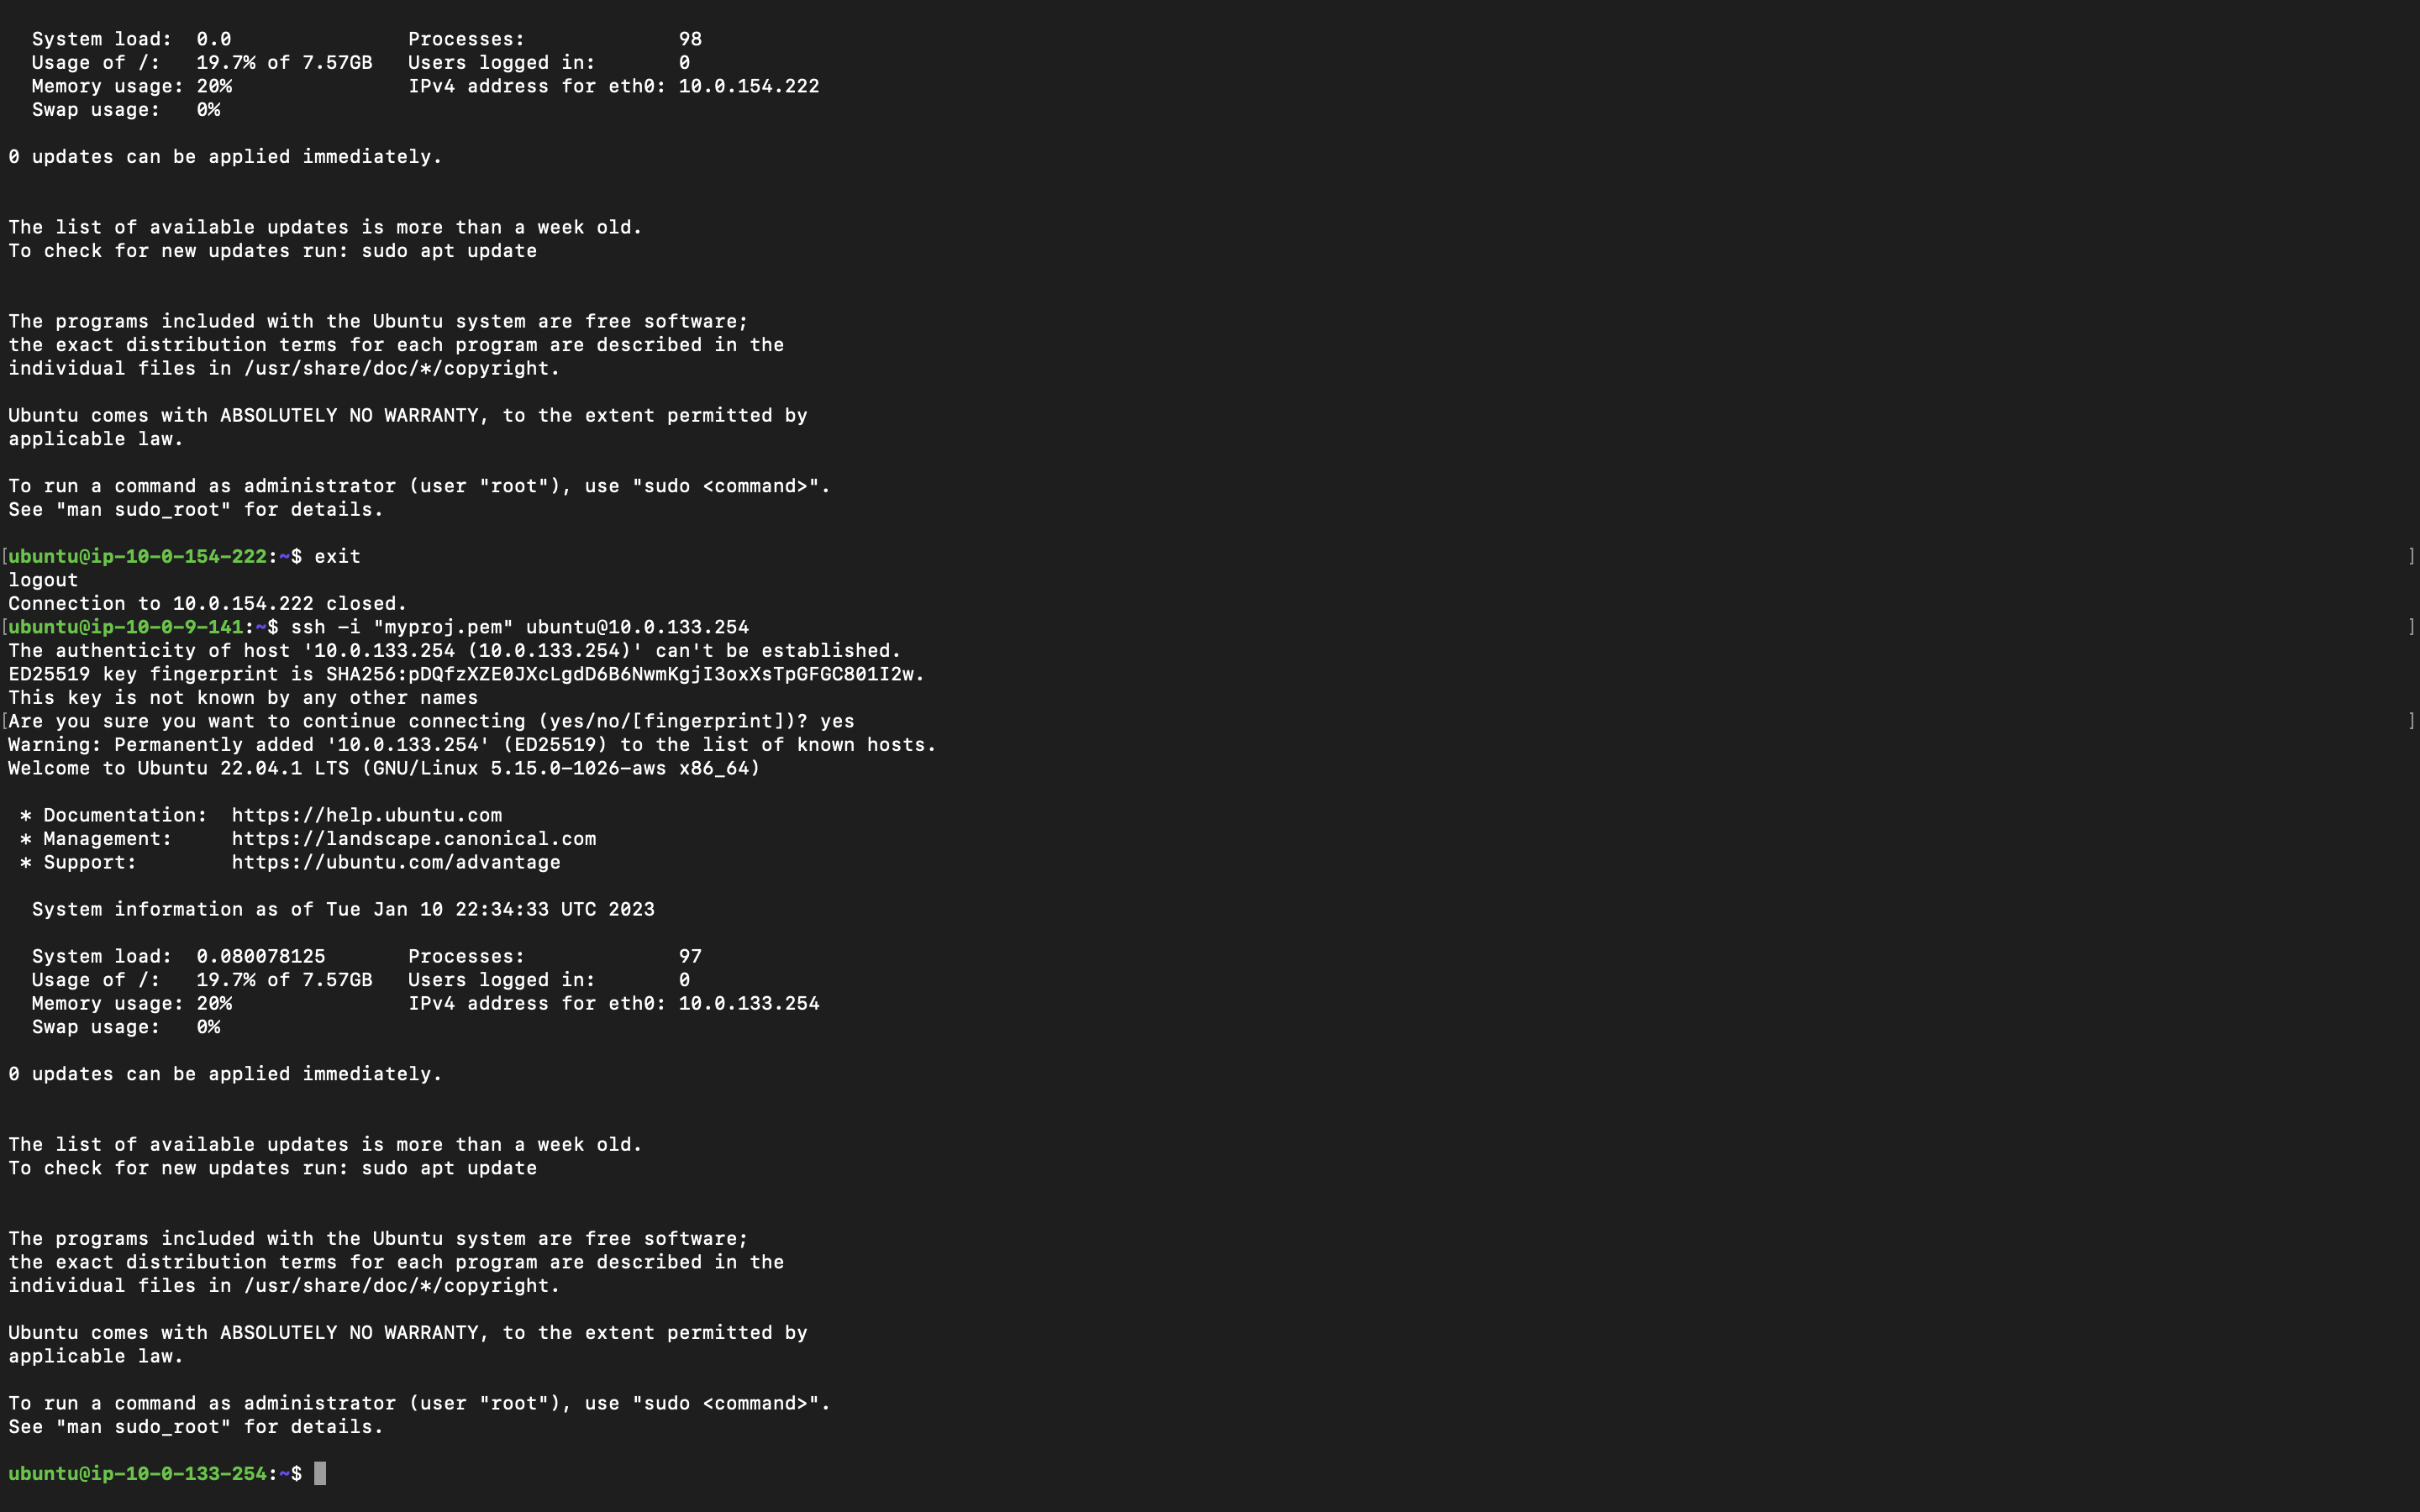 System load:  0.0               Processes:             98
Usage of /:   19.7% of 7.57GB   Users logged in:       0
Memory usage: 20%               IPv4 address for eth0: 10.0.154.222
Swap usage:   0%
0 updates can be applied immediately.
The list of available updates is more than a week old.
To check for new updates run: sudo apt update
The programs included with the Ubuntu system are free software;
the exact distribution terms for each program are described in the
individual files in /usr/share/doc/*/copyright.
Ubuntu comes with ABSOLUTELY NO WARRANTY, to the extent permitted by
applicable law.
To run a command as administrator (user "root"), use "sudo <command>".
See "man sudo_root" for details.
[ubuntu@ip-10-0-154-222:~$ exit ]
logout
Connection to 10.0.154.222 closed.
[ubuntu@ip-10-0-9-141:~$ ssh -i "myproj.pem" ubuntu@10.0.133.254 ]
The authenticity of host '10.0.133.254 (10.0.133.254)' can't be established.
ED25519 key fingerprint is SHA256:pDQfzXZE0JXcLgdD6B6NwmKgjI3oxXsTpGFGC801I2w.
This key is not known by any other names
[Are you sure you want to continue connecting (yes/no/[fingerprint])? yes ]
Warning: Permanently added '10.0.133.254' (ED25519) to the list of known hosts.
Welcome to Ubuntu 22.04.1 LTS (GNU/Linux 5.15.0-1026-aws x86_64)
* Documentation:  https://help.ubuntu.com
* Management:     https://landscape.canonical.com
* Support:        https://ubuntu.com/advantage
System information as of Tue Jan 10 22:34:33 UTC 2023
System load:  0.080078125       Processes:             97
Usage of /:   19.7% of 7.57GB   Users logged in:       0
Memory usage: 20%               IPv4 address for eth0: 10.0.133.254
Swap usage:   0%
0 updates can be applied immediately.
The list of available updates is more than a week old.
To check for new updates run: sudo apt update
The programs included with the Ubuntu system are free software;
the exact distribution terms for each program are described in the
individual files in /usr/share/doc/*/copyright.
Ubuntu comes with ABSOLUTELY NO WARRANTY, to the extent permitted by
applicable law.
To run a command as administrator (user "root"), use "sudo <command>".
See "man sudo_root" for details.
ubuntu@ip-10-0-133-254:~$